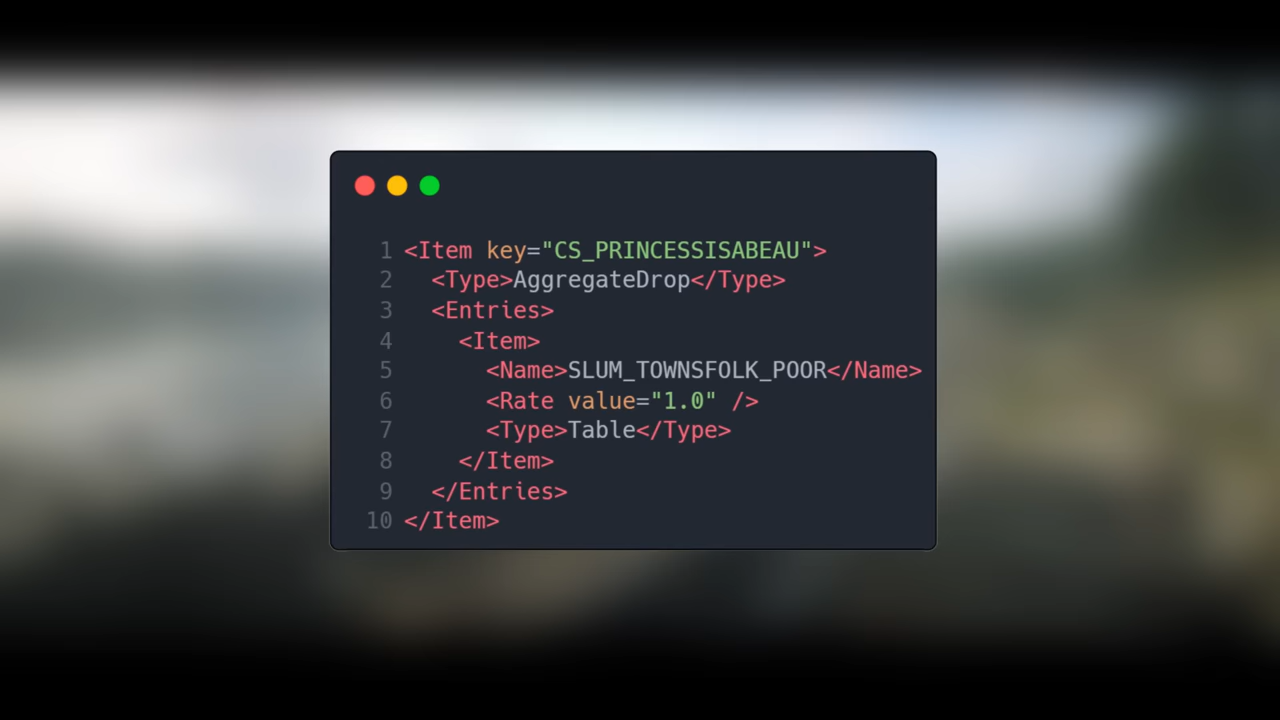 1 <Item key="CS_PRINCESSISABEAU">
2   <Type>AggregateDrop</Type>
3   <Entries>
4     <Item>
5       <Name>SLUM_TOWNSFOLK_POOR</Name>
6       <Rate value="1.0" />
7       <Type>Table</Type>
8     </Item>
9   </Entries>
10 </Item>